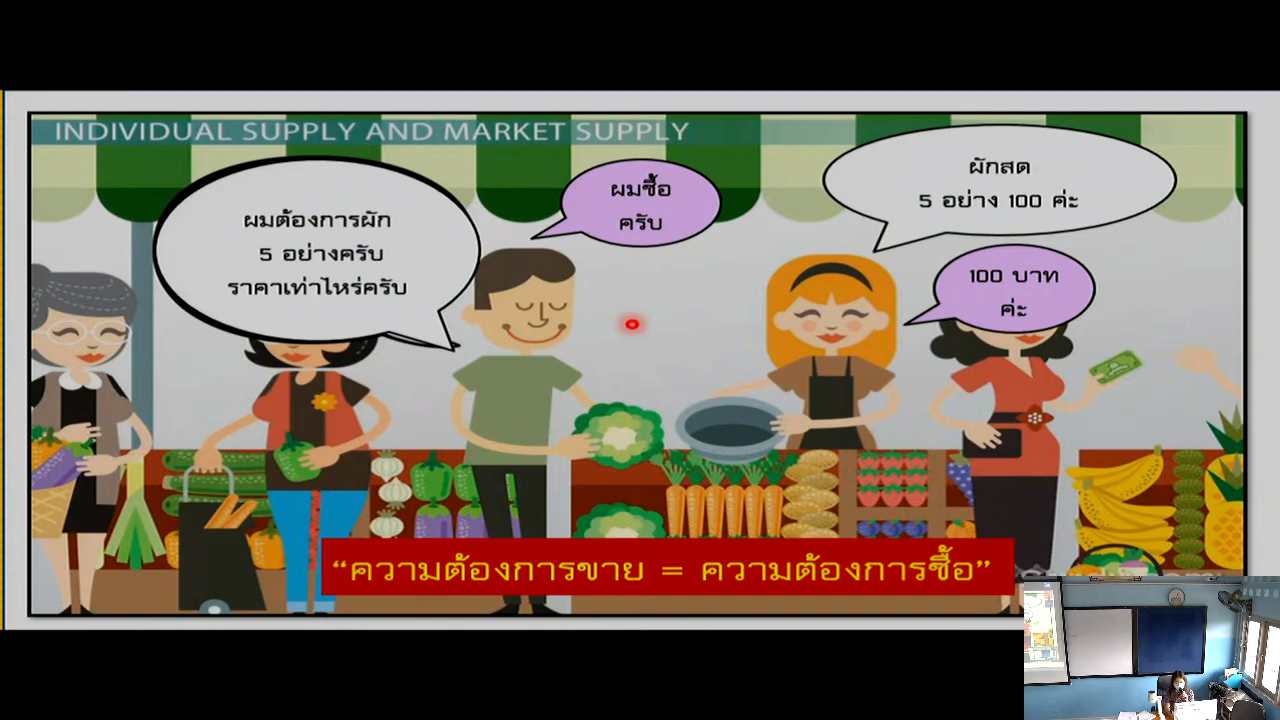 INDIVIDUAL SUPPLY AND MARKET SUPPLY
ผมต้องการผัก
5 อย่างครับ
ราคาเท่าไหร่ครับ
ผมซื้อ
ครับ
ผักสด
5 อย่าง 100 ค่ะ
100 บาท
ค่ะ
“ความต้องการขาย = ความต้องการซื้อ”